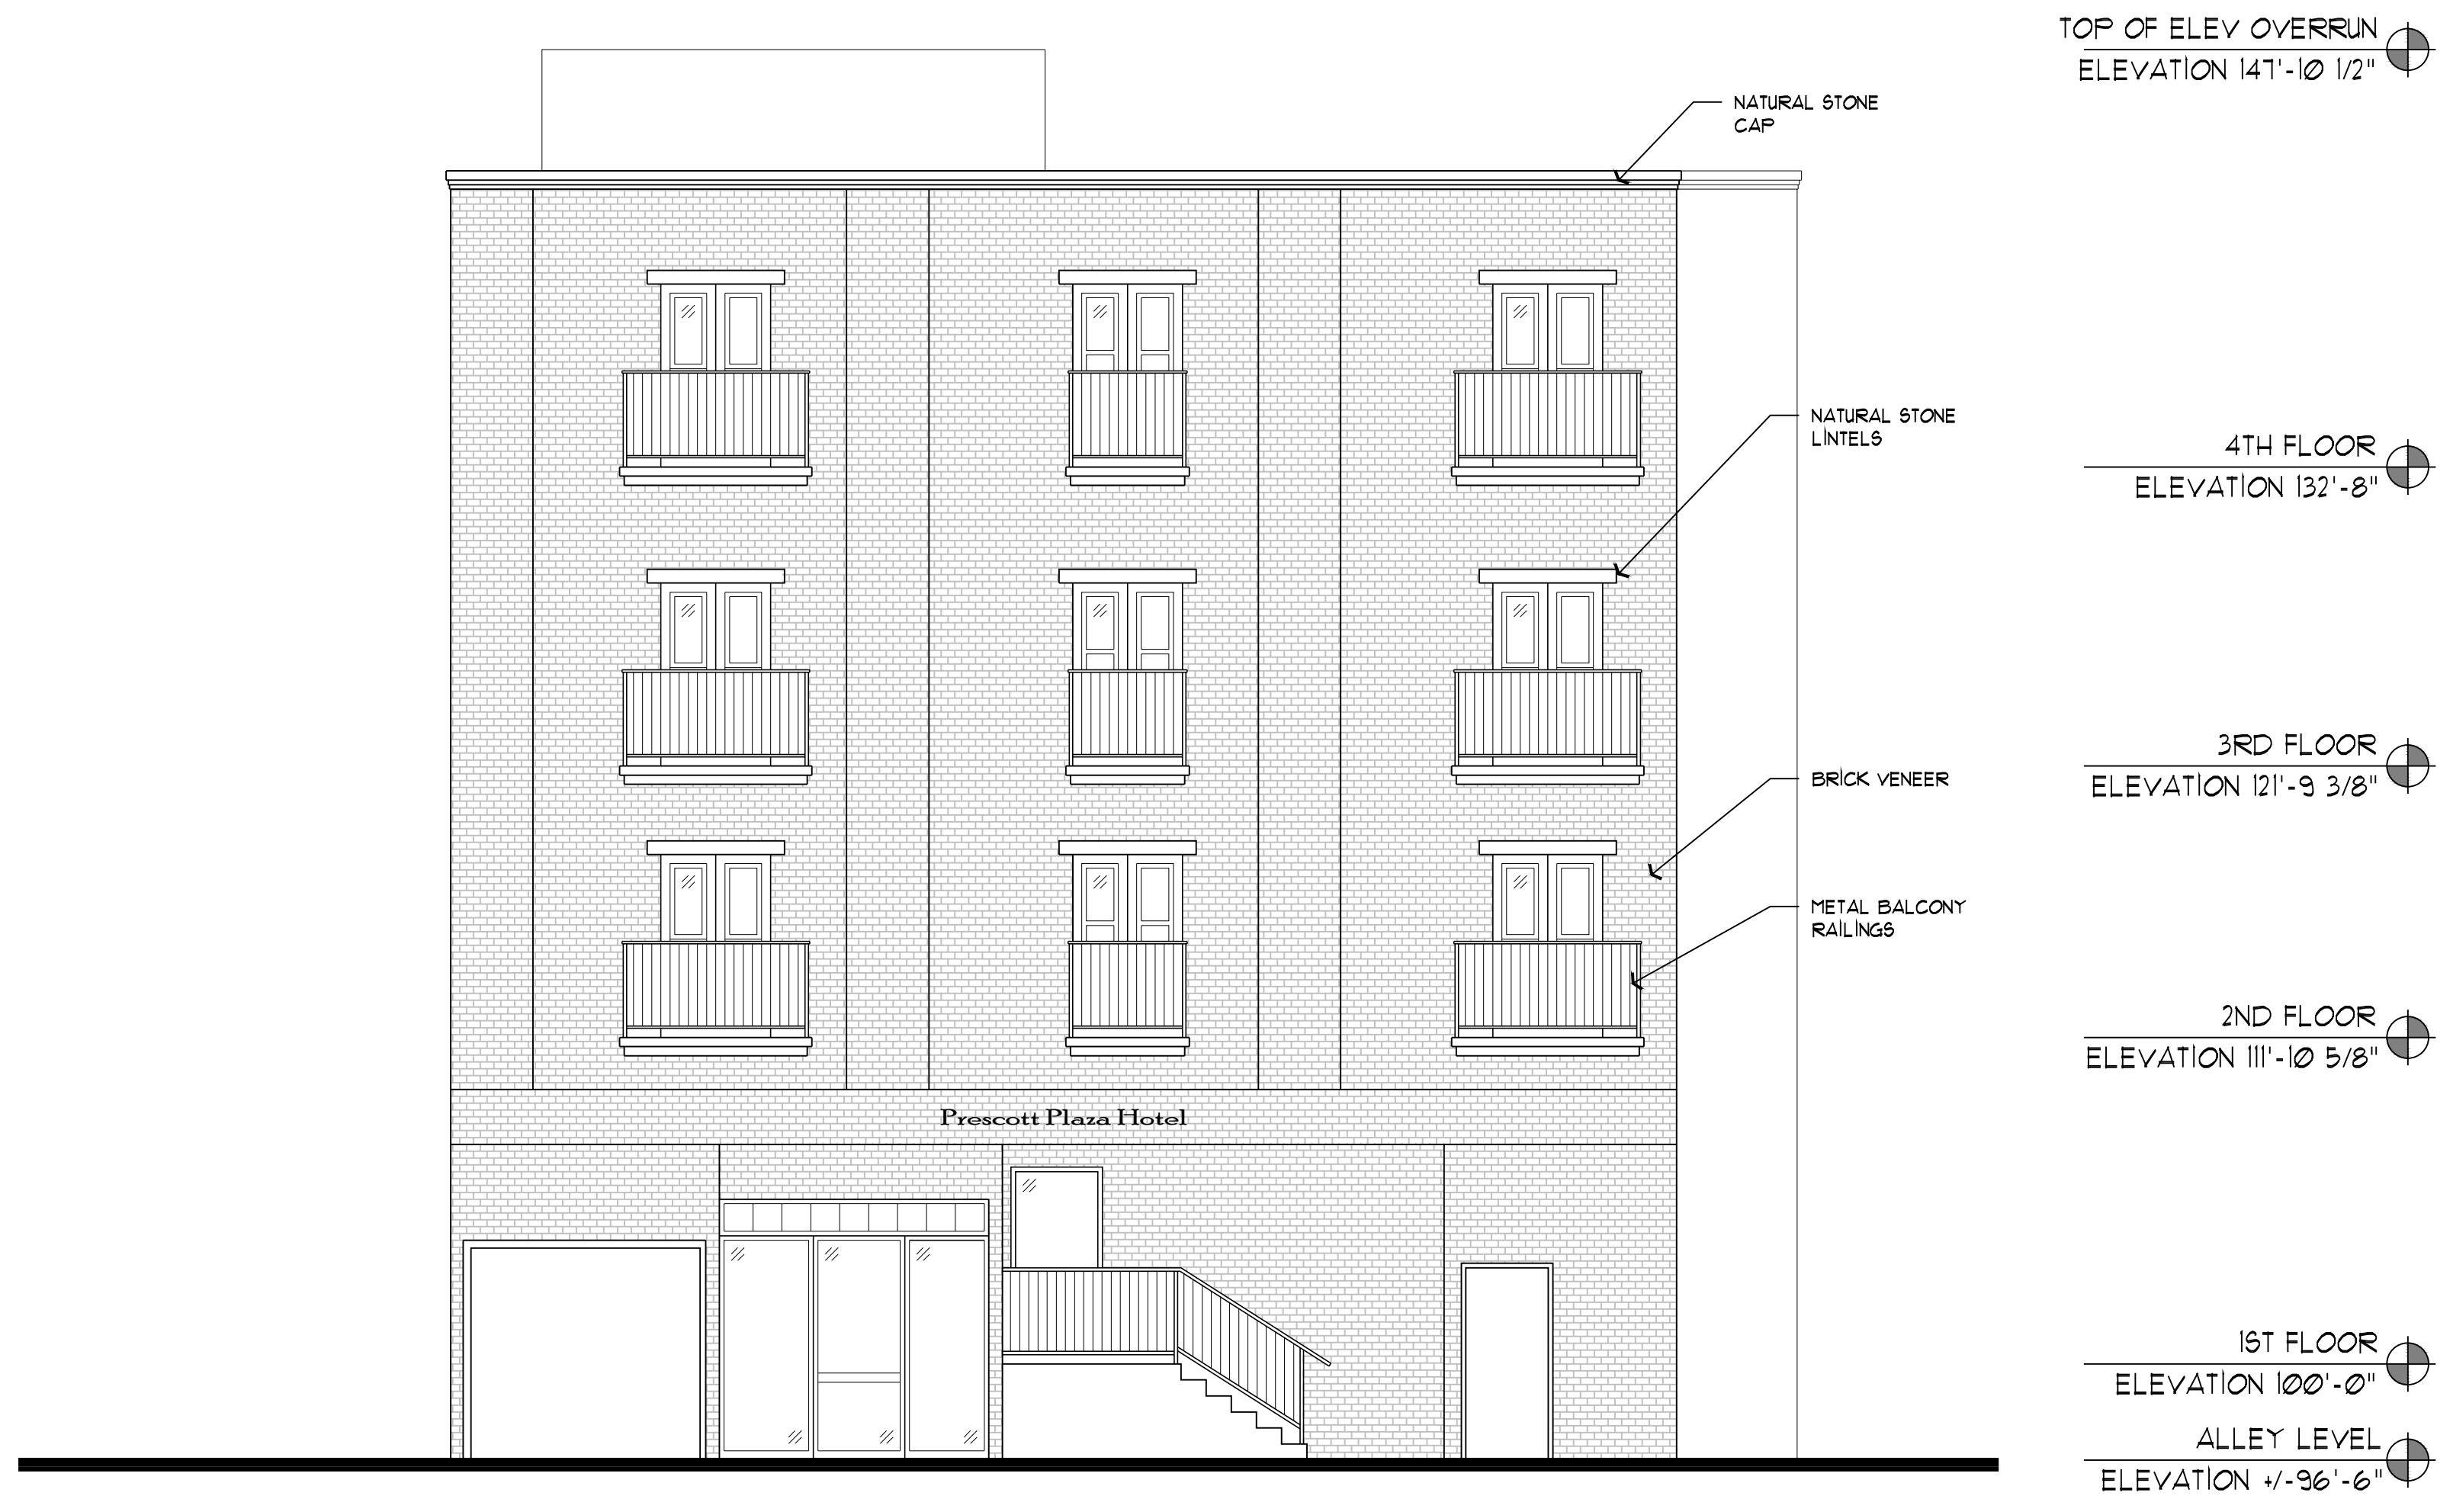 TOP OF ELEV OVERRUN
ELEVATION 147'-10 1/2"
NATURAL STONE
CAP
NATURAL STONE
LINTELS
4TH FLOOR
ELEVATION 132'-8"
3RD FLOOR
ELEVATION 121'-9 3/8"
BRICK VENEER
METAL BALCONY
RAILINGS
2ND FLOOR
ELEVATION 111'-10 5/8"
Prescott Plaza Hotel
1ST FLOOR
ELEVATION 100'-0"
ALLEY LEVEL
ELEVATION +/-96'-6"